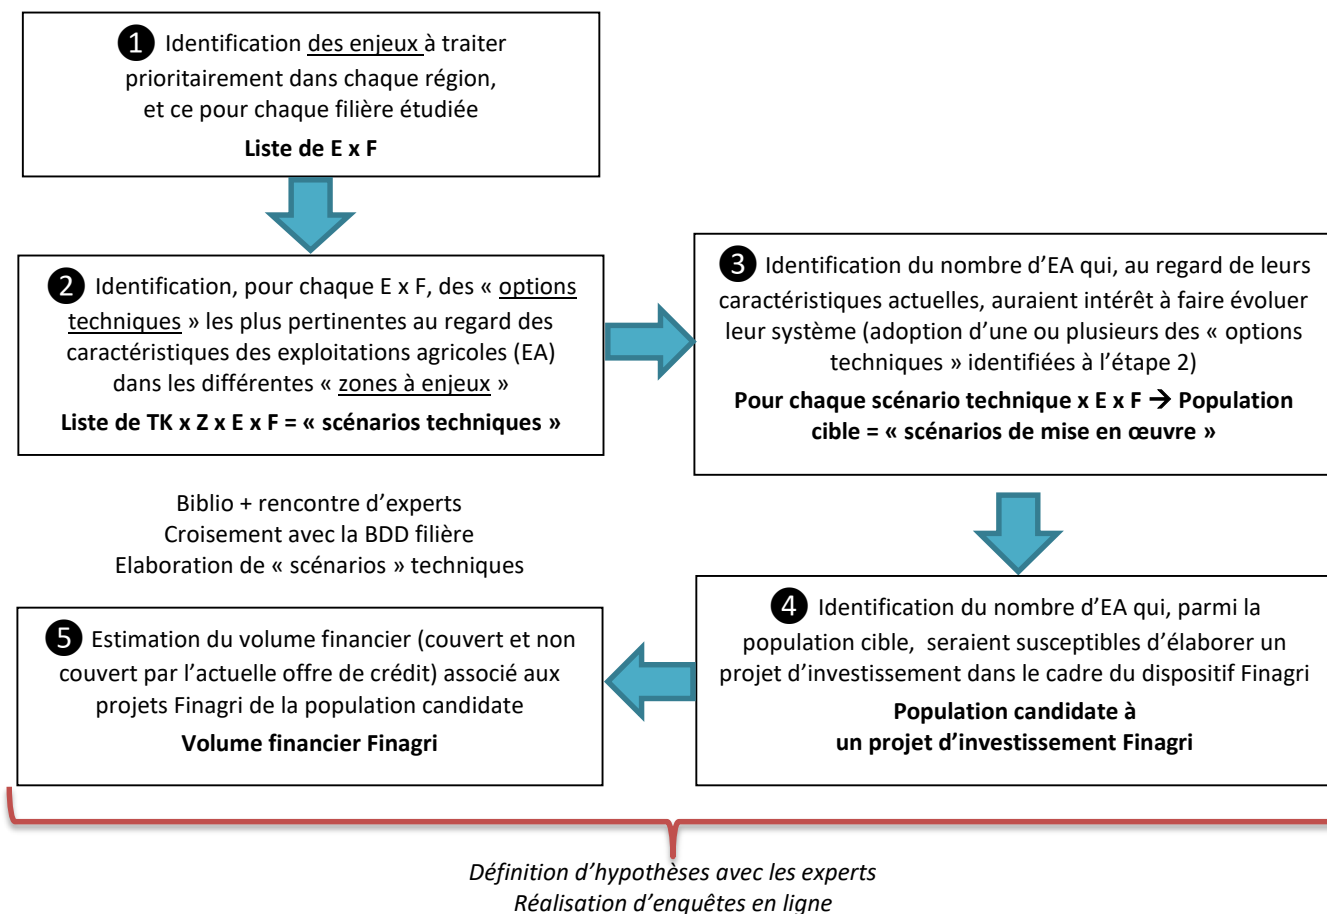 ❶ Identification des enjeux à traiter
prioritairement dans chaque région,
et ce pour chaque filière étudiée
Liste de E x F
❷ Identification, pour chaque E x F, des « options
techniques » les plus pertinentes au regard des
caractéristiques des exploitations agricoles (EA)
dans les différentes « zones à enjeux »
Liste de TK x Z x E x F = « scénarios techniques »
❸ Identification du nombre d’EA qui, au regard de leurs
caractéristiques actuelles, auraient intérêt à faire évoluer
leur système (adoption d’une ou plusieurs des « options
techniques » identifiées à l’étape 2)
Pour chaque scénario technique x E x F → Population
cible = « scénarios de mise en œuvre »
Biblio + rencontre d’experts
Croisement avec la BDD filière
Elaboration de « scénarios » techniques
❹ Identification du nombre d’EA qui, parmi la
population cible, seraient susceptibles d’élaborer un
projet d’investissement dans le cadre du dispositif Finagri
Population candidate à
un projet d’investissement Finagri
❺ Estimation du volume financier (couvert et non
couvert par l’actuelle offre de crédit) associé aux
projets Finagri de la population candidate
Volume financier Finagri
Définition d’hypothèses avec les experts
Réalisation d’enquêtes en ligne